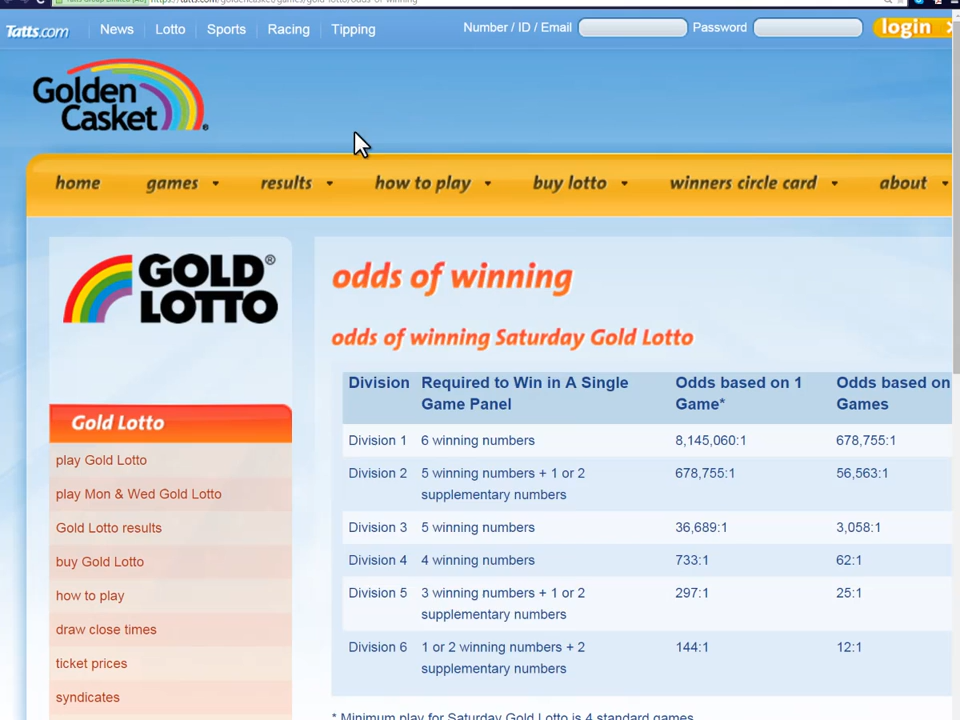 Tatts.com News Lotto Sports Racing Tipping Number / ID / Email Password login
Golden
Casket®
home games results how to play buy lotto winners circle card about
GOLD®
LOTTO
odds of winning
odds of winning Saturday Gold Lotto
Division Required to Win in A Single Game Panel Odds based on 1 Game* Odds based on Games
Division 1 6 winning numbers 8,145,060:1 678,755:1
Division 2 5 winning numbers + 1 or 2 supplementary numbers 678,755:1 56,563:1
Division 3 5 winning numbers 36,689:1 3,058:1
Division 4 4 winning numbers 733:1 62:1
Division 5 3 winning numbers + 1 or 2 supplementary numbers 297:1 25:1
Division 6 1 or 2 winning numbers + 2 supplementary numbers 144:1 12:1
* Minimum play for Saturday Gold Lotto is 4 standard games
Gold Lotto
play Gold Lotto
play Mon & Wed Gold Lotto
Gold Lotto results
buy Gold Lotto
how to play
draw close times
ticket prices
syndicates